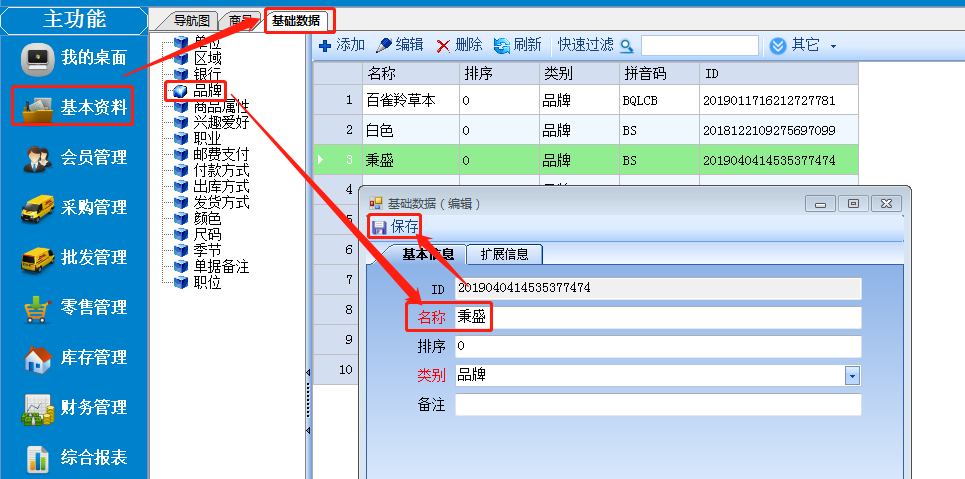 主功能
我的桌面
基本资料
会员管理
采购管理
批发管理
零售管理
库存管理
财务管理
综合报表
导航图 商品 基础数据
单位
区域
银行
品牌
商品属性
兴趣爱好
职业
邮费支付
付款方式
出库方式
发货方式
颜色
尺码
季节
单据备注
职位
添加 编辑 删除 刷新 快速过滤 其它
名称 排序 类别 拼音码 ID
1 百雀羚草本 0 品牌 BQLCB 2019011716212727781
2 白色 0 品牌 BS 2018122109275697099
3 秉盛 0 品牌 BS 2019040414535377474
4
5
6
7
8
9
10
基础数据（编辑）
保存
基本信息 扩展信息
ID 2019040414535377474
名称 秉盛
排序 0
类别 品牌
备注